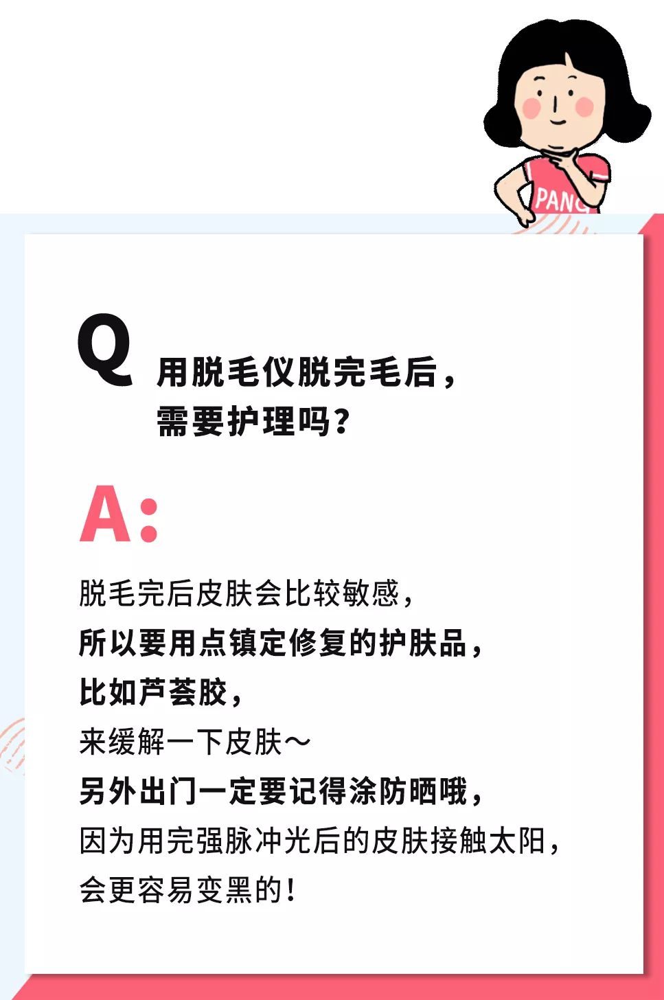 PANG
Q
用脱毛仪脱完毛后，
需要护理吗？
A:
脱毛完后皮肤会比较敏感，
所以要用点镇定修复的护肤品，
比如芦荟胶，
来缓解一下皮肤～
另外出门一定要记得涂防晒哦，
因为用完强脉冲光后的皮肤接触太阳，
会更容易变黑的！